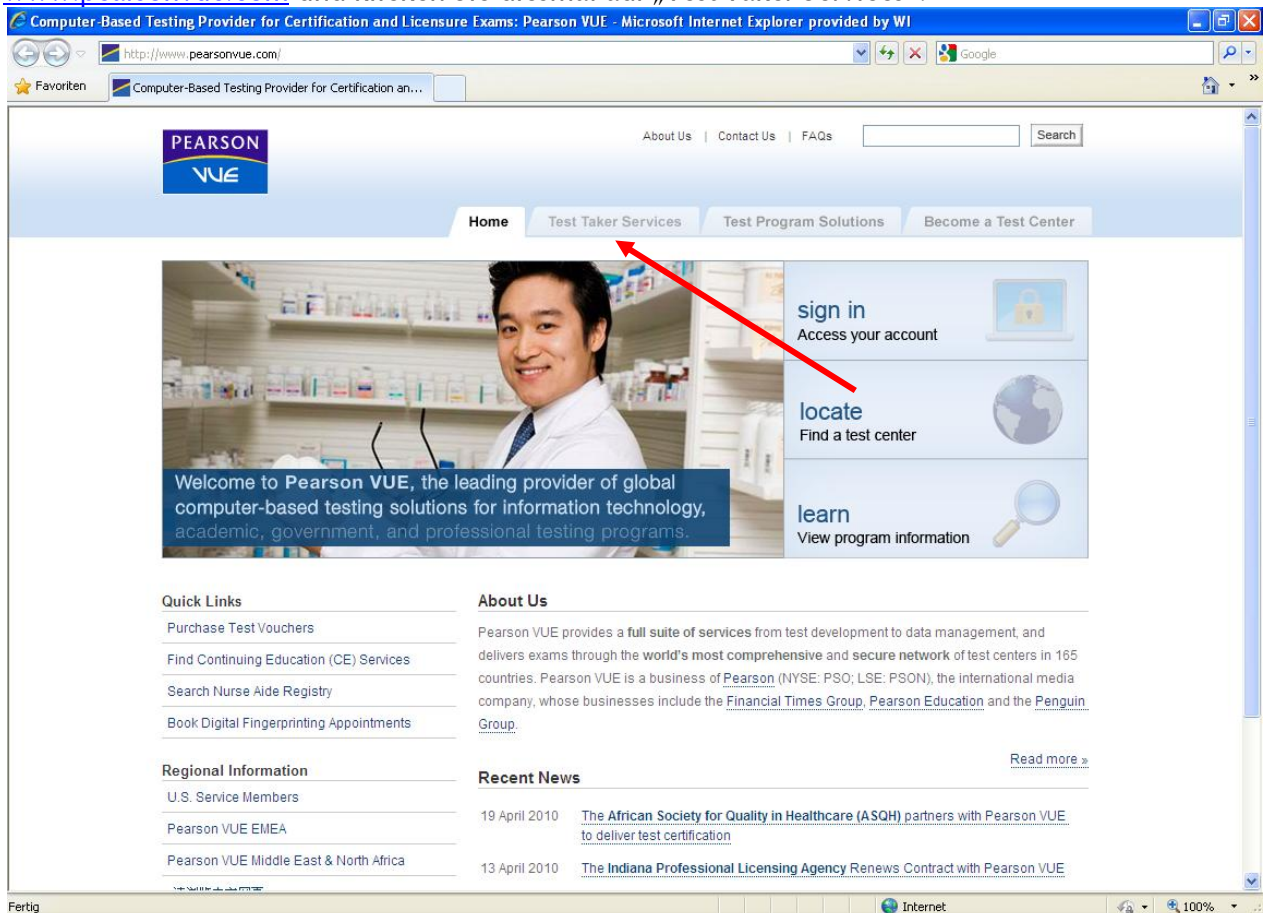 Computer-Based Testing Provider for Certification and Licensure Exams: Pearson VUE - Microsoft Internet Explorer provided by WI
http://www.pearsonvue.com/
Google
Favoriten
Computer-Based Testing Provider for Certification an...
PEARSON
VUE
About Us | Contact Us | FAQs
Search
Home
Test Taker Services
Test Program Solutions
Become a Test Center
sign in
Access your account
locate
Find a test center
learn
View program information
Welcome to Pearson VUE, the leading provider of global
computer-based testing solutions for information technology,
academic, government, and professional testing programs.
Quick Links
Purchase Test Vouchers
Find Continuing Education (CE) Services
Search Nurse Aide Registry
Book Digital Fingerprinting Appointments
Regional Information
U.S. Service Members
Pearson VUE EMEA
Pearson VUE Middle East & North Africa
About Us
Pearson VUE provides a full suite of services from test development to data management, and
delivers exams through the world's most comprehensive and secure network of test centers in 165
countries. Pearson VUE is a business of Pearson (NYSE: PSO; LSE: PSON), the international media
company, whose businesses include the Financial Times Group, Pearson Education and the Penguin
Group.
Read more »
Recent News
19 April 2010 The African Society for Quality in Healthcare (ASQH) partners with Pearson VUE
to deliver test certification
13 April 2010 The Indiana Professional Licensing Agency Renews Contract with Pearson VUE
Fertig
Internet
100%